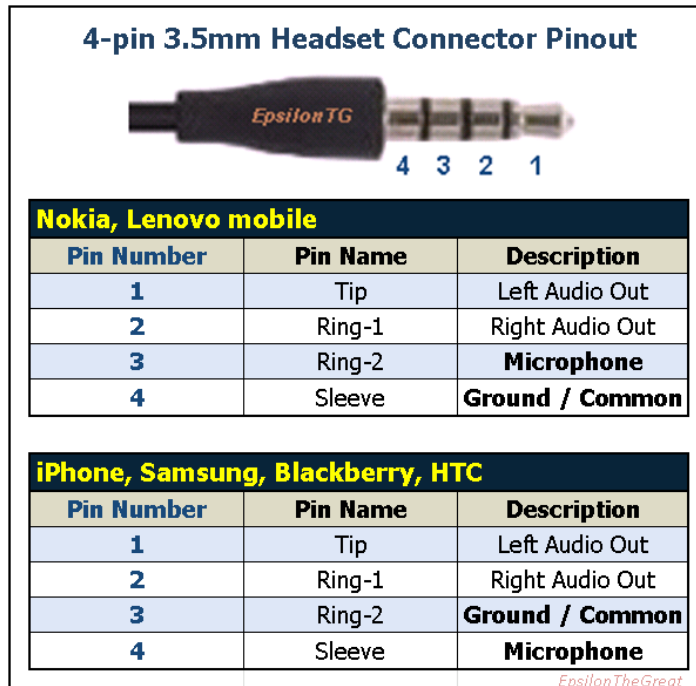 4-pin 3.5mm Headset Connector Pinout
EpsilonTG
4 3 2 1
Nokia, Lenovo mobile
Pin Number Pin Name Description
1 Tip Left Audio Out
2 Ring-1 Right Audio Out
3 Ring-2 Microphone
4 Sleeve Ground / Common
iPhone, Samsung, Blackberry, HTC
Pin Number Pin Name Description
1 Tip Left Audio Out
2 Ring-1 Right Audio Out
3 Ring-2 Ground / Common
4 Sleeve Microphone
EpsilonTheGreat